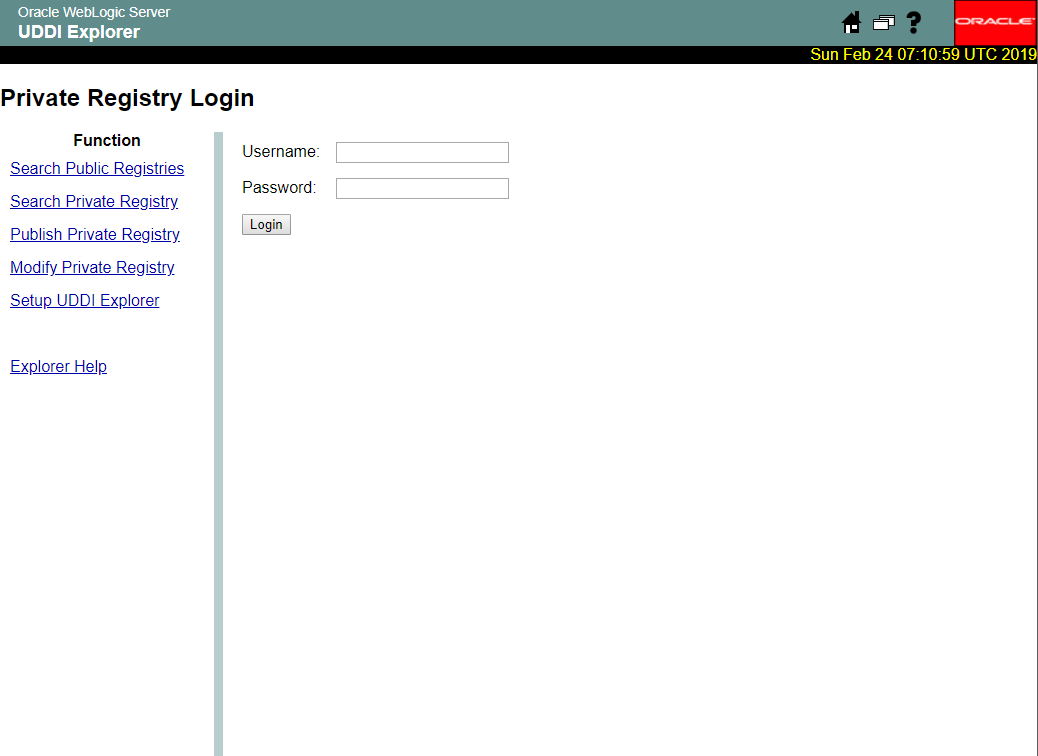 Oracle WebLogic Server
UDDI Explorer
?
ORACLE
Sun Feb 24 07:10:59 UTC 2019
Private Registry Login
Function
Search Public Registries
Search Private Registry
Publish Private Registry
Modify Private Registry
Setup UDDI Explorer
Explorer Help
Username:
Password:
Login